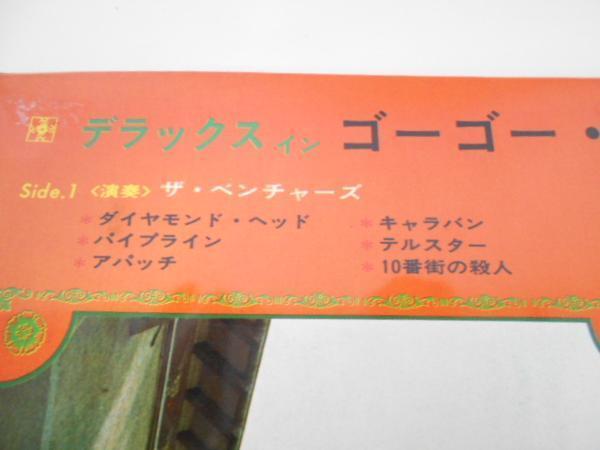 デラックス イン ゴーゴー・
Side.1 <演奏> ザ・ベンチャーズ
* ダイヤモンド・ヘッド
* パイプライン
* アパッチ
* キャラバン
* テルスター
* 10番街の殺人